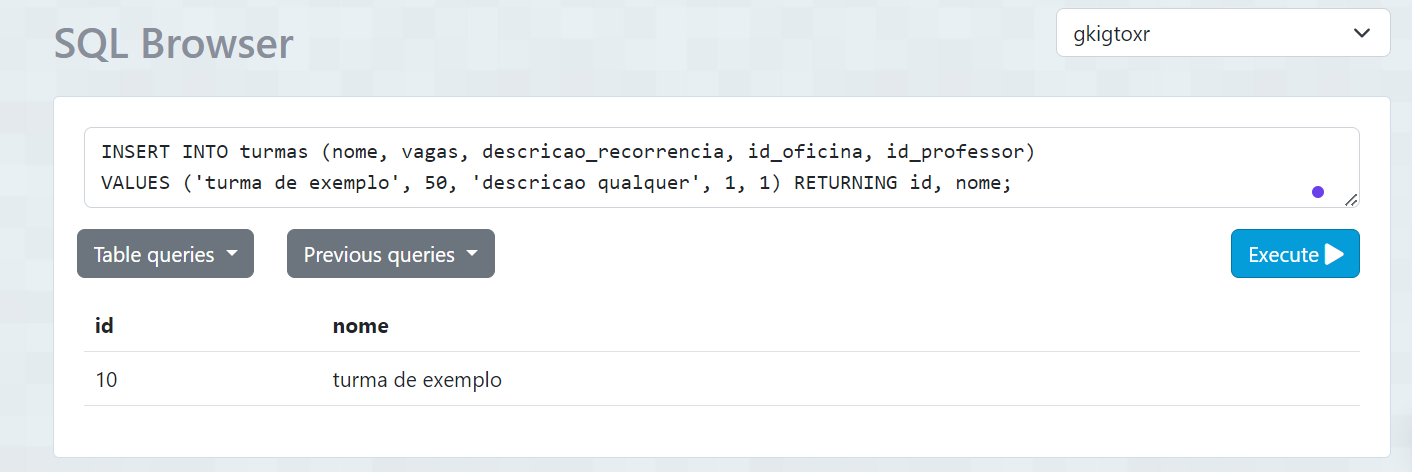 SQL Browser
gkigtoxr
INSERT INTO turmas (nome, vagas, descricao_recorrencia, id_oficina, id_professor)
VALUES ('turma de exemplo', 50, 'descricao qualquer', 1, 1) RETURNING id, nome;
Table queries
Previous queries
Execute
id nome
10 turma de exemplo